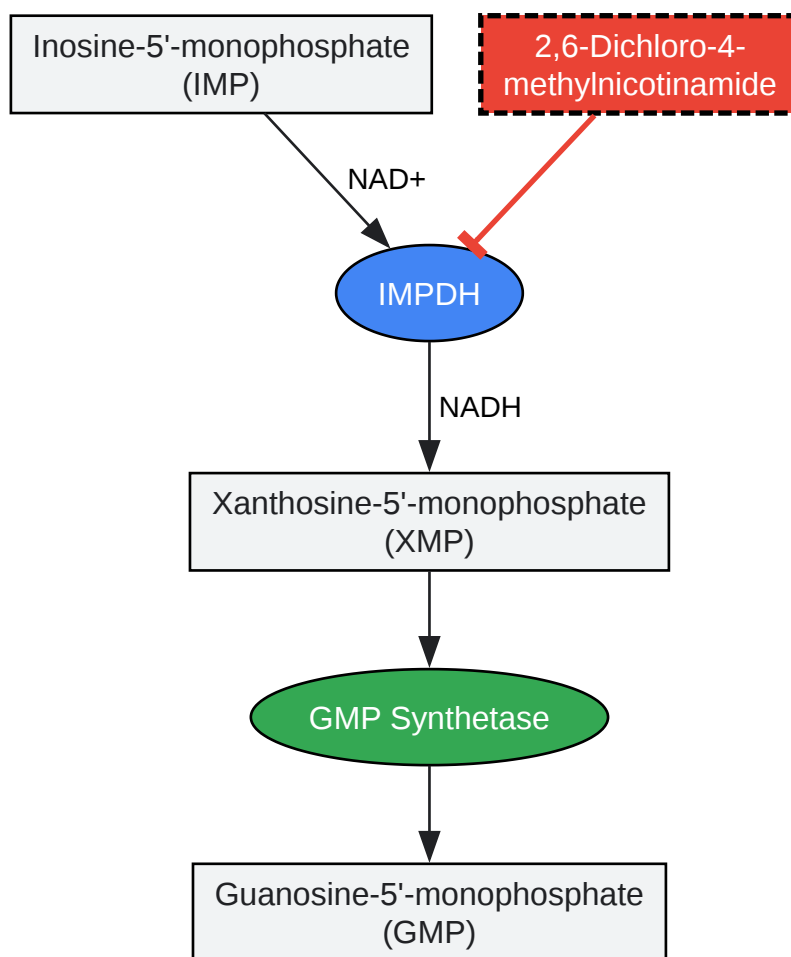 Inosine-5'-monophosphate
(IMP)
2,6-Dichloro-4-
methylnicotinamide
NAD+
IMPDH
NADH
Xanthosine-5'-monophosphate
(XMP)
GMP Synthetase
Guanosine-5'-monophosphate
(GMP)